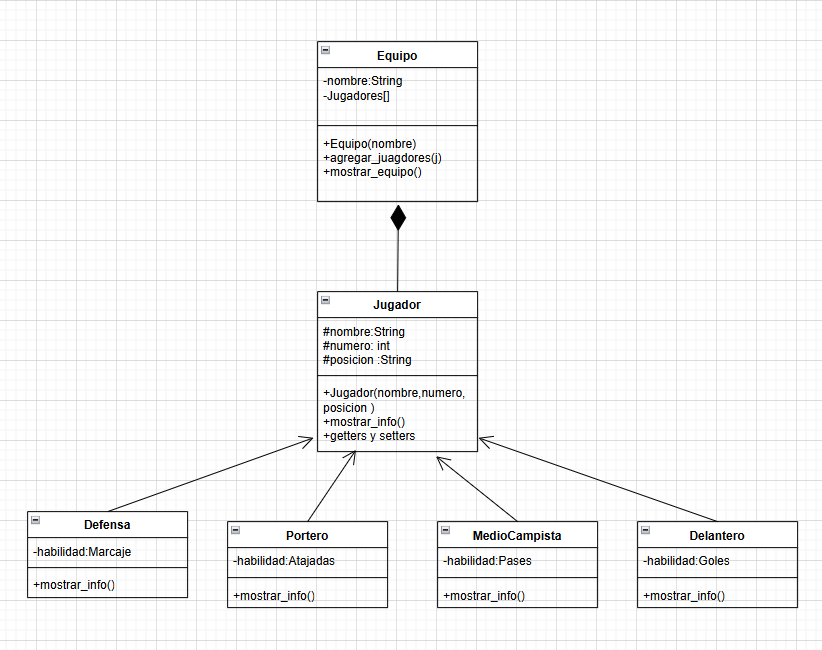 Equipo
-nombre:String
-Jugadores[]
+Equipo(nombre)
+agregar_juagdores(j)
+mostrar_equipo()
Jugador
#nombre:String
#numero: int
#posicion :String
+Jugador(nombre,numero,
posicion )
+mostrar_info()
+getters y setters
Defensa
-habilidad:Marcaje
+mostrar_info()
Portero
-habilidad:Atajadas
+mostrar_info()
MedioCampista
-habilidad:Pases
+mostrar_info()
Delantero
-habilidad:Goles
+mostrar_info()